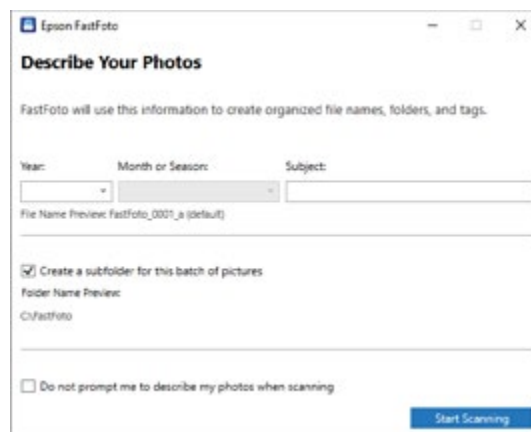 Epson FastFoto
Describe Your Photos
FastFoto will use this information to create organized file names, folders, and tags.
Year: Month or Season: Subject:
File Name Preview: FastFoto_0001_a (default)
Create a subfolder for this batch of pictures
Folder Name Preview:
C:\FastFoto
Do not prompt me to describe my photos when scanning
Start Scanning